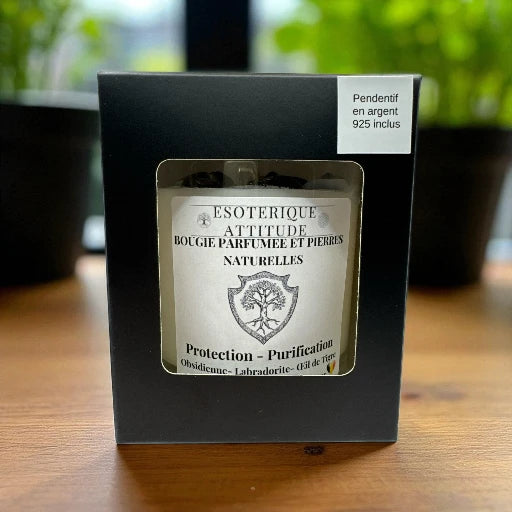 Pendentif
en argent
925 inclus
ESOTERIQUE
ATTITUDE
BOUGIE PARFUMEE ET PIERRES
NATURELLES
Protection - Purification
Obsidienne- Labradorite- Œil de Tigre